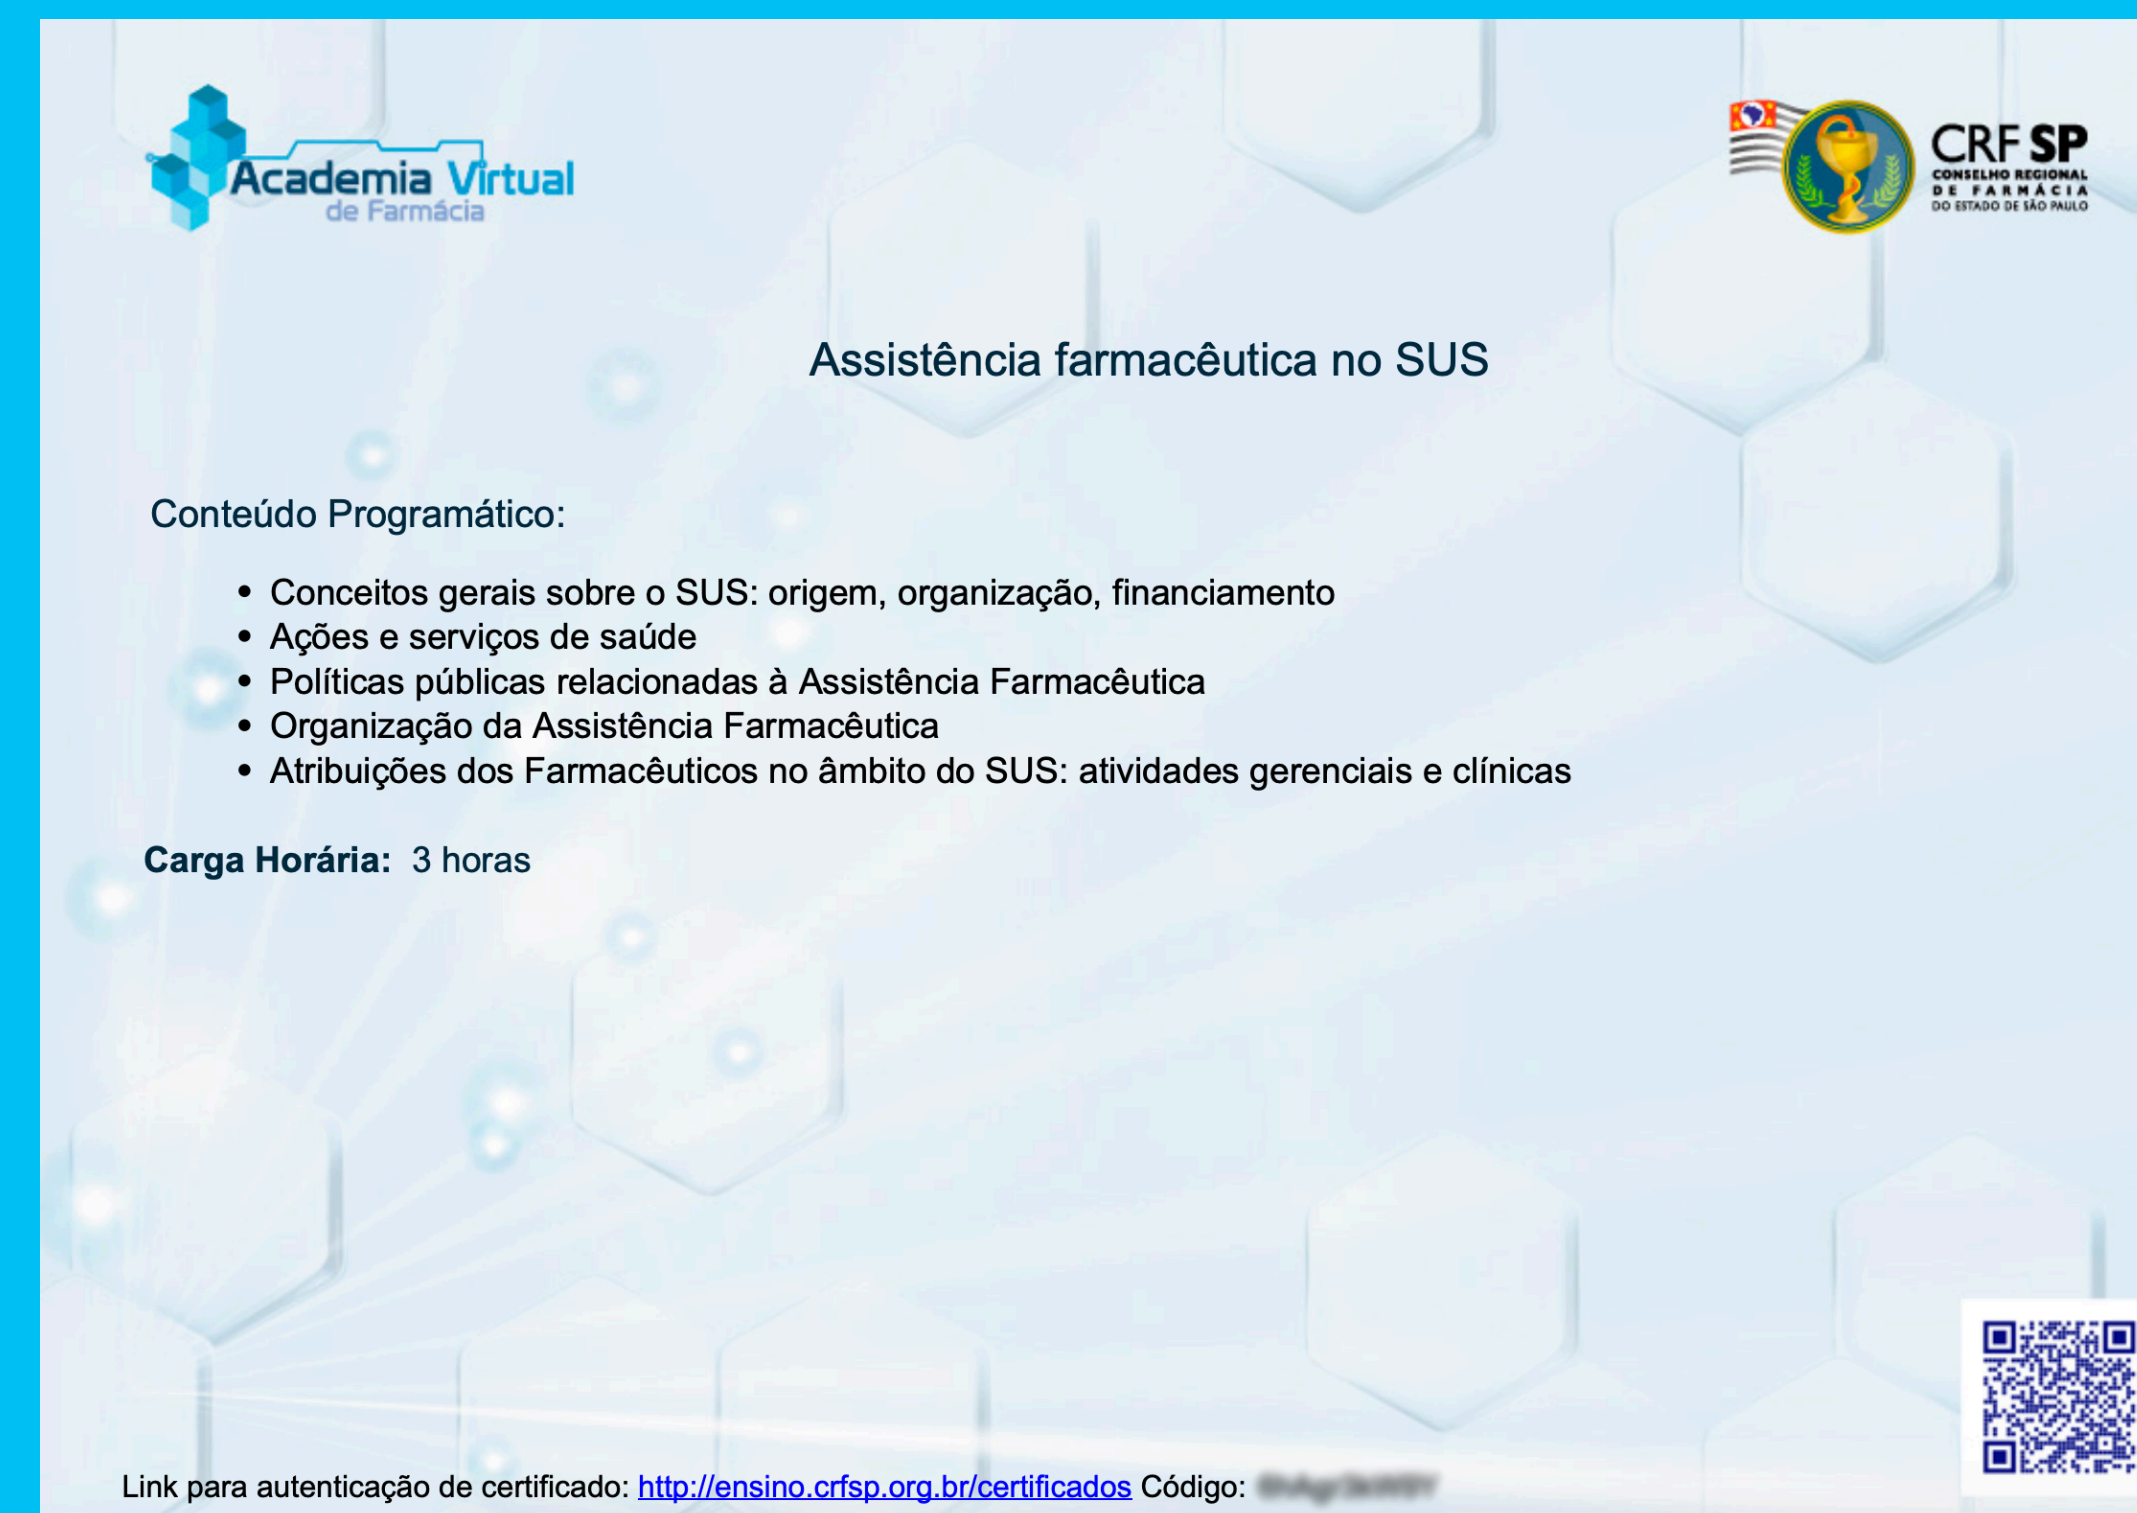 Academia Virtual
de Farmácia
CRF SP
CONSELHO REGIONAL
DE FARMÁCIA
DO ESTADO DE SÃO PAULO
Assistência farmacêutica no SUS
Conteúdo Programático:
• Conceitos gerais sobre o SUS: origem, organização, financiamento
• Ações e serviços de saúde
• Políticas públicas relacionadas à Assistência Farmacêutica
• Organização da Assistência Farmacêutica
• Atribuições dos Farmacêuticos no âmbito do SUS: atividades gerenciais e clínicas
Carga Horária: 3 horas
Link para autenticação de certificado: http://ensino.crfsp.org.br/certificados Código: